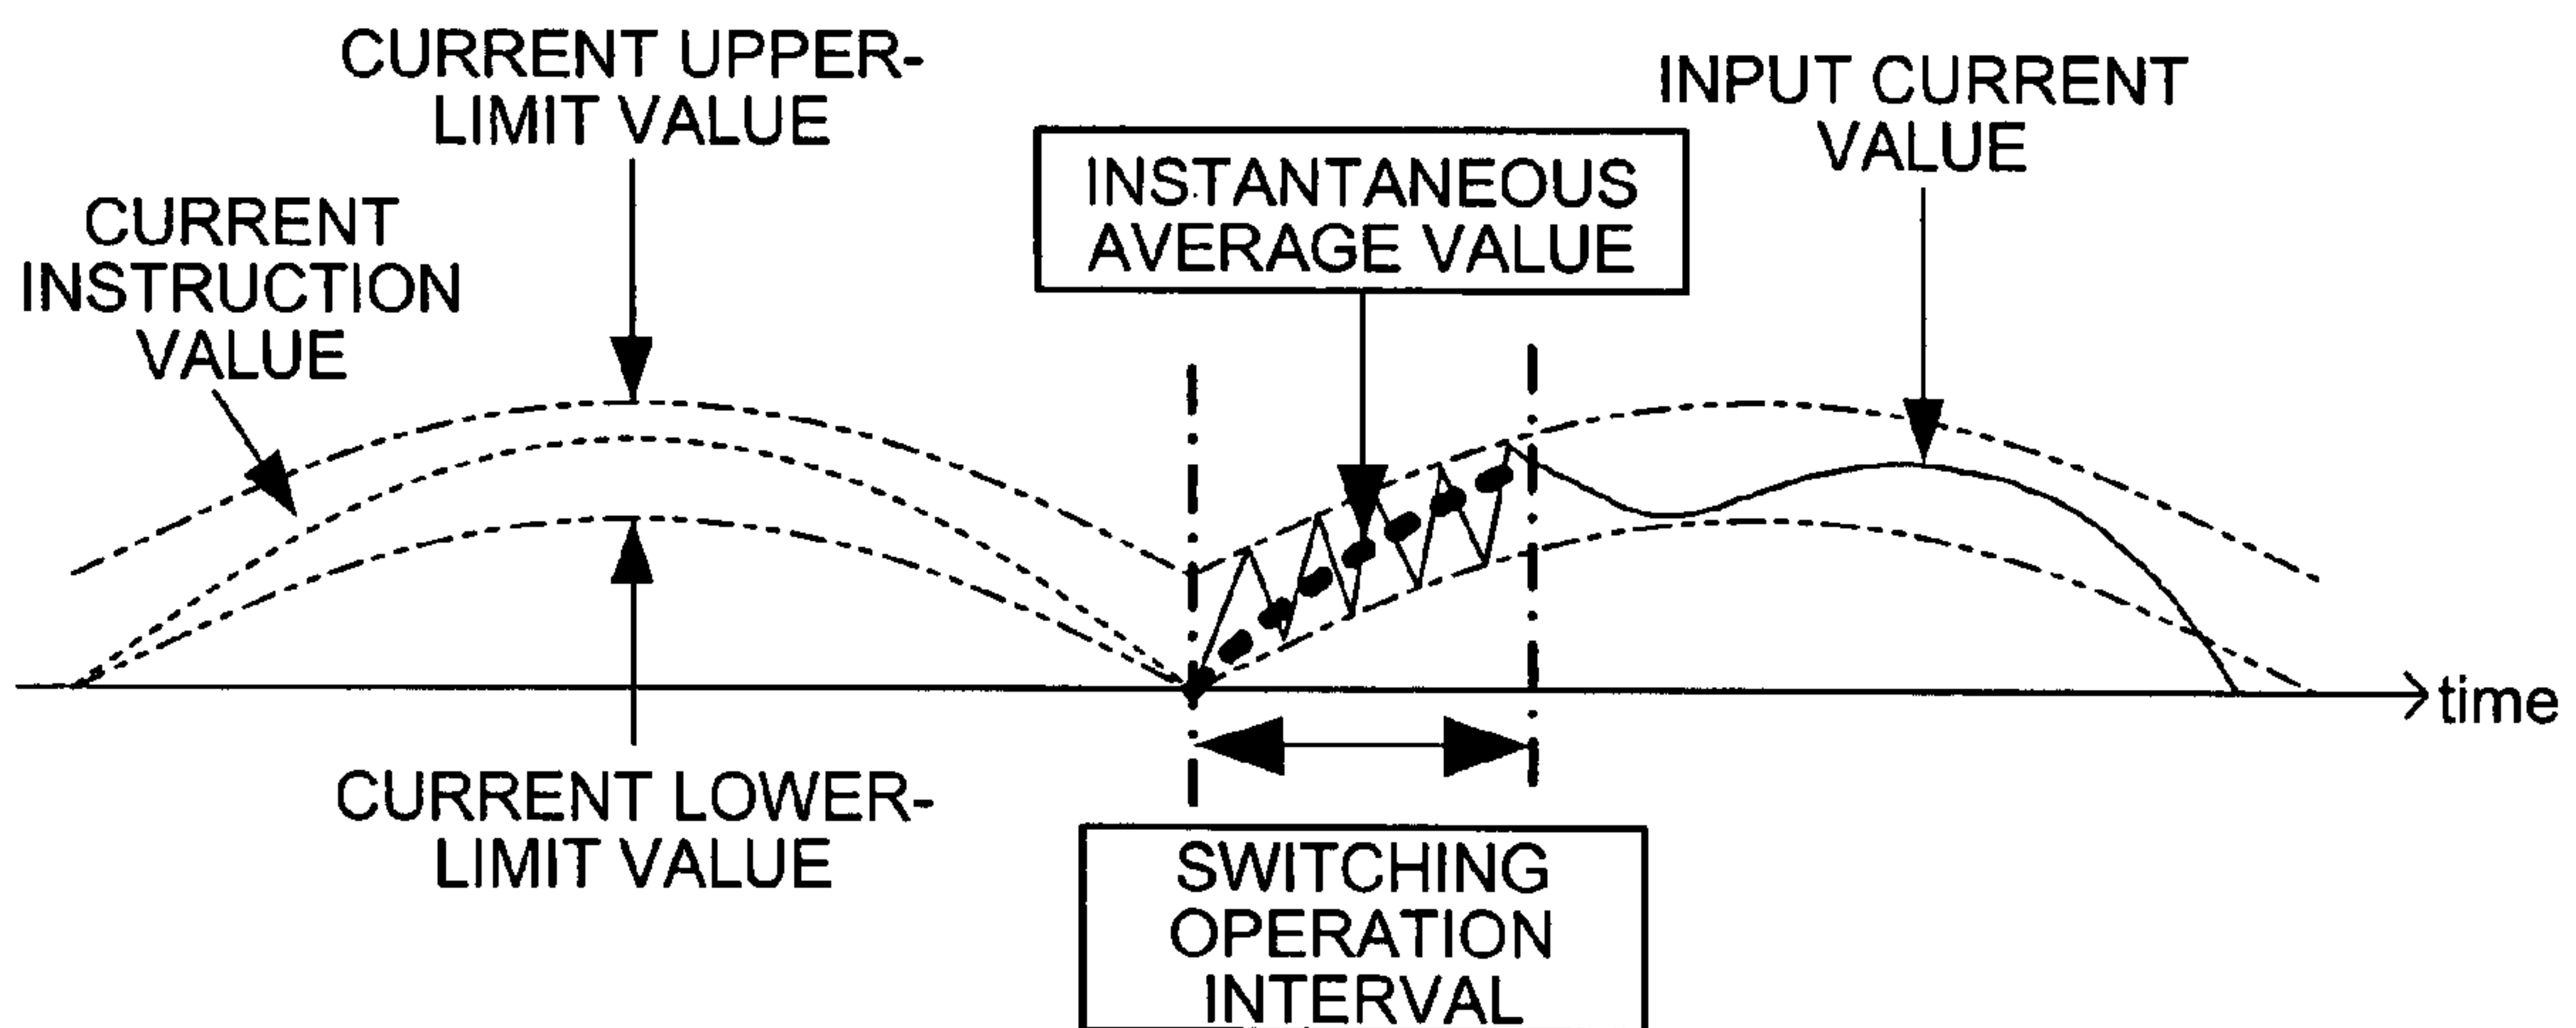 CURRENT UPPER-
LIMIT VALUE
INPUT CURRENT
VALUE
INSTANTANEOUS
AVERAGE VALUE
CURRENT
INSTRUCTION
VALUE
time
CURRENT LOWER-
LIMIT VALUE
SWITCHING
OPERATION
INTERVAL